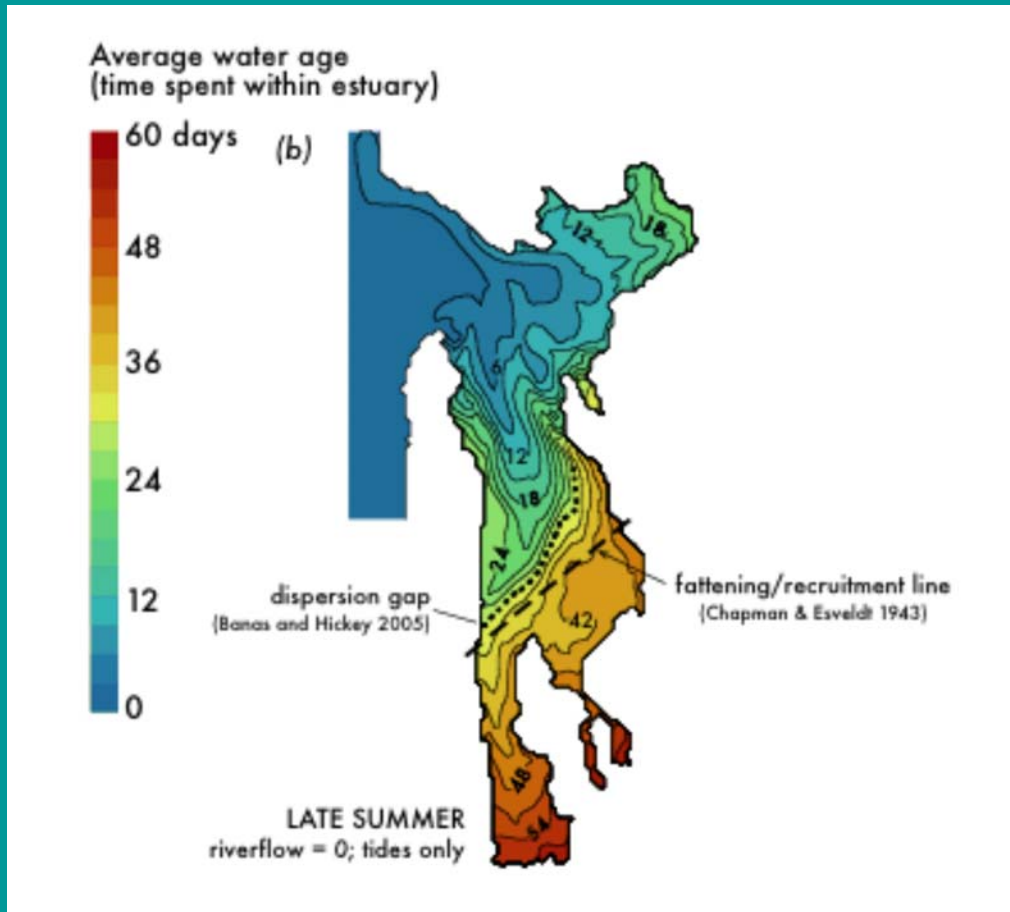 Average water age
(time spent within estuary)
60 days
(b)
48
36
24
12
0
12
18
6
12
18
24
dispersion gap
(Banas and Hickey 2005)
fattening/recruitment line
(Chapman & Esveldt 1943)
42
48
54
LATE SUMMER
riverflow = 0; tides only